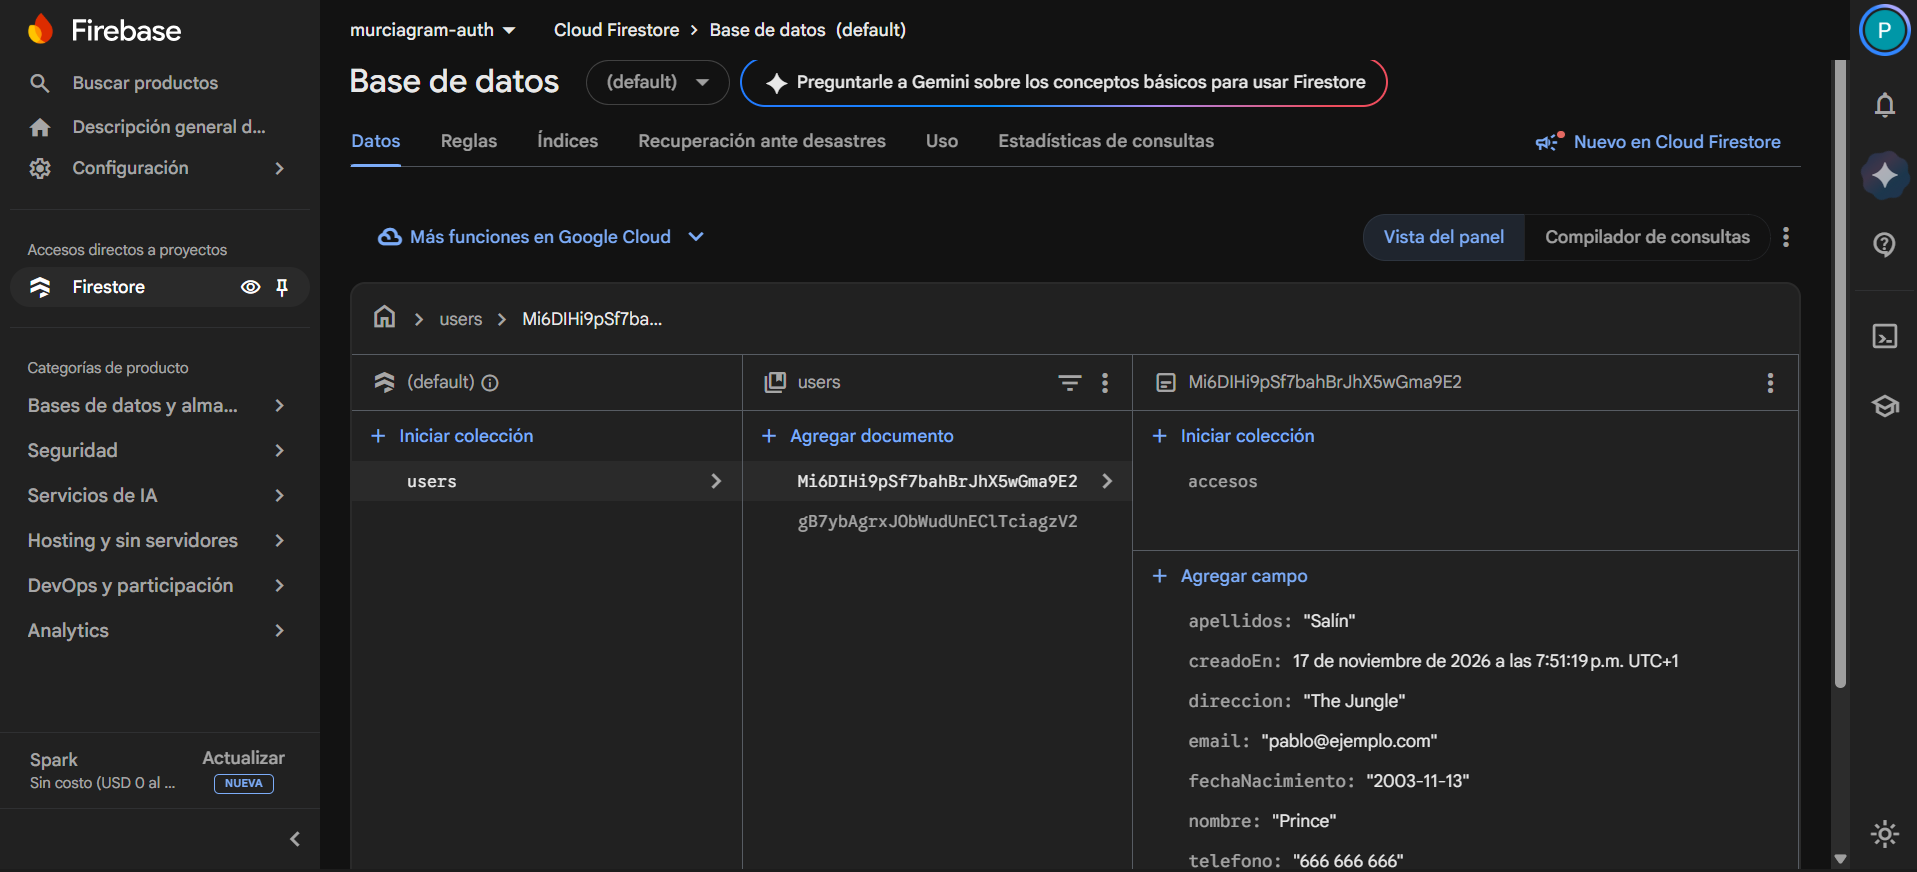 Firebase
Buscar productos
Descripción general d...
Configuración
Accesos directos a proyectos
Firestore
Categorías de producto
Bases de datos y alma...
Seguridad
Servicios de IA
Hosting y sin servidores
DevOps y participación
Analytics
Spark
Sin costo (USD 0 al ...
Actualizar
NUEVA
murciagram-auth
Cloud Firestore > Base de datos (default)
Base de datos
(default)
Preguntarle a Gemini sobre los conceptos básicos para usar Firestore
Datos Reglas Índices Recuperación ante desastres Uso Estadísticas de consultas
Nuevo en Cloud Firestore
Más funciones en Google Cloud
Vista del panel
Compilador de consultas
users > Mi6DIHi9pSf7ba...
(default)
Iniciar colección
users
users
Agregar documento
Mi6DIHi9pSf7bahBrJhX5wGma9E2
gB7ybAgrxJObWudUnEClTciagzV2
Mi6DIHi9pSf7bahBrJhX5wGma9E2
Iniciar colección
accesos
Agregar campo
apellidos: "Salín"
creadoEn: 17 de noviembre de 2026 a las 7:51:19 p.m. UTC+1
direccion: "The Jungle"
email: "pablo@ejemplo.com"
fechaNacimiento: "2003-11-13"
nombre: "Prince"
telefono: "666 666 666"
P